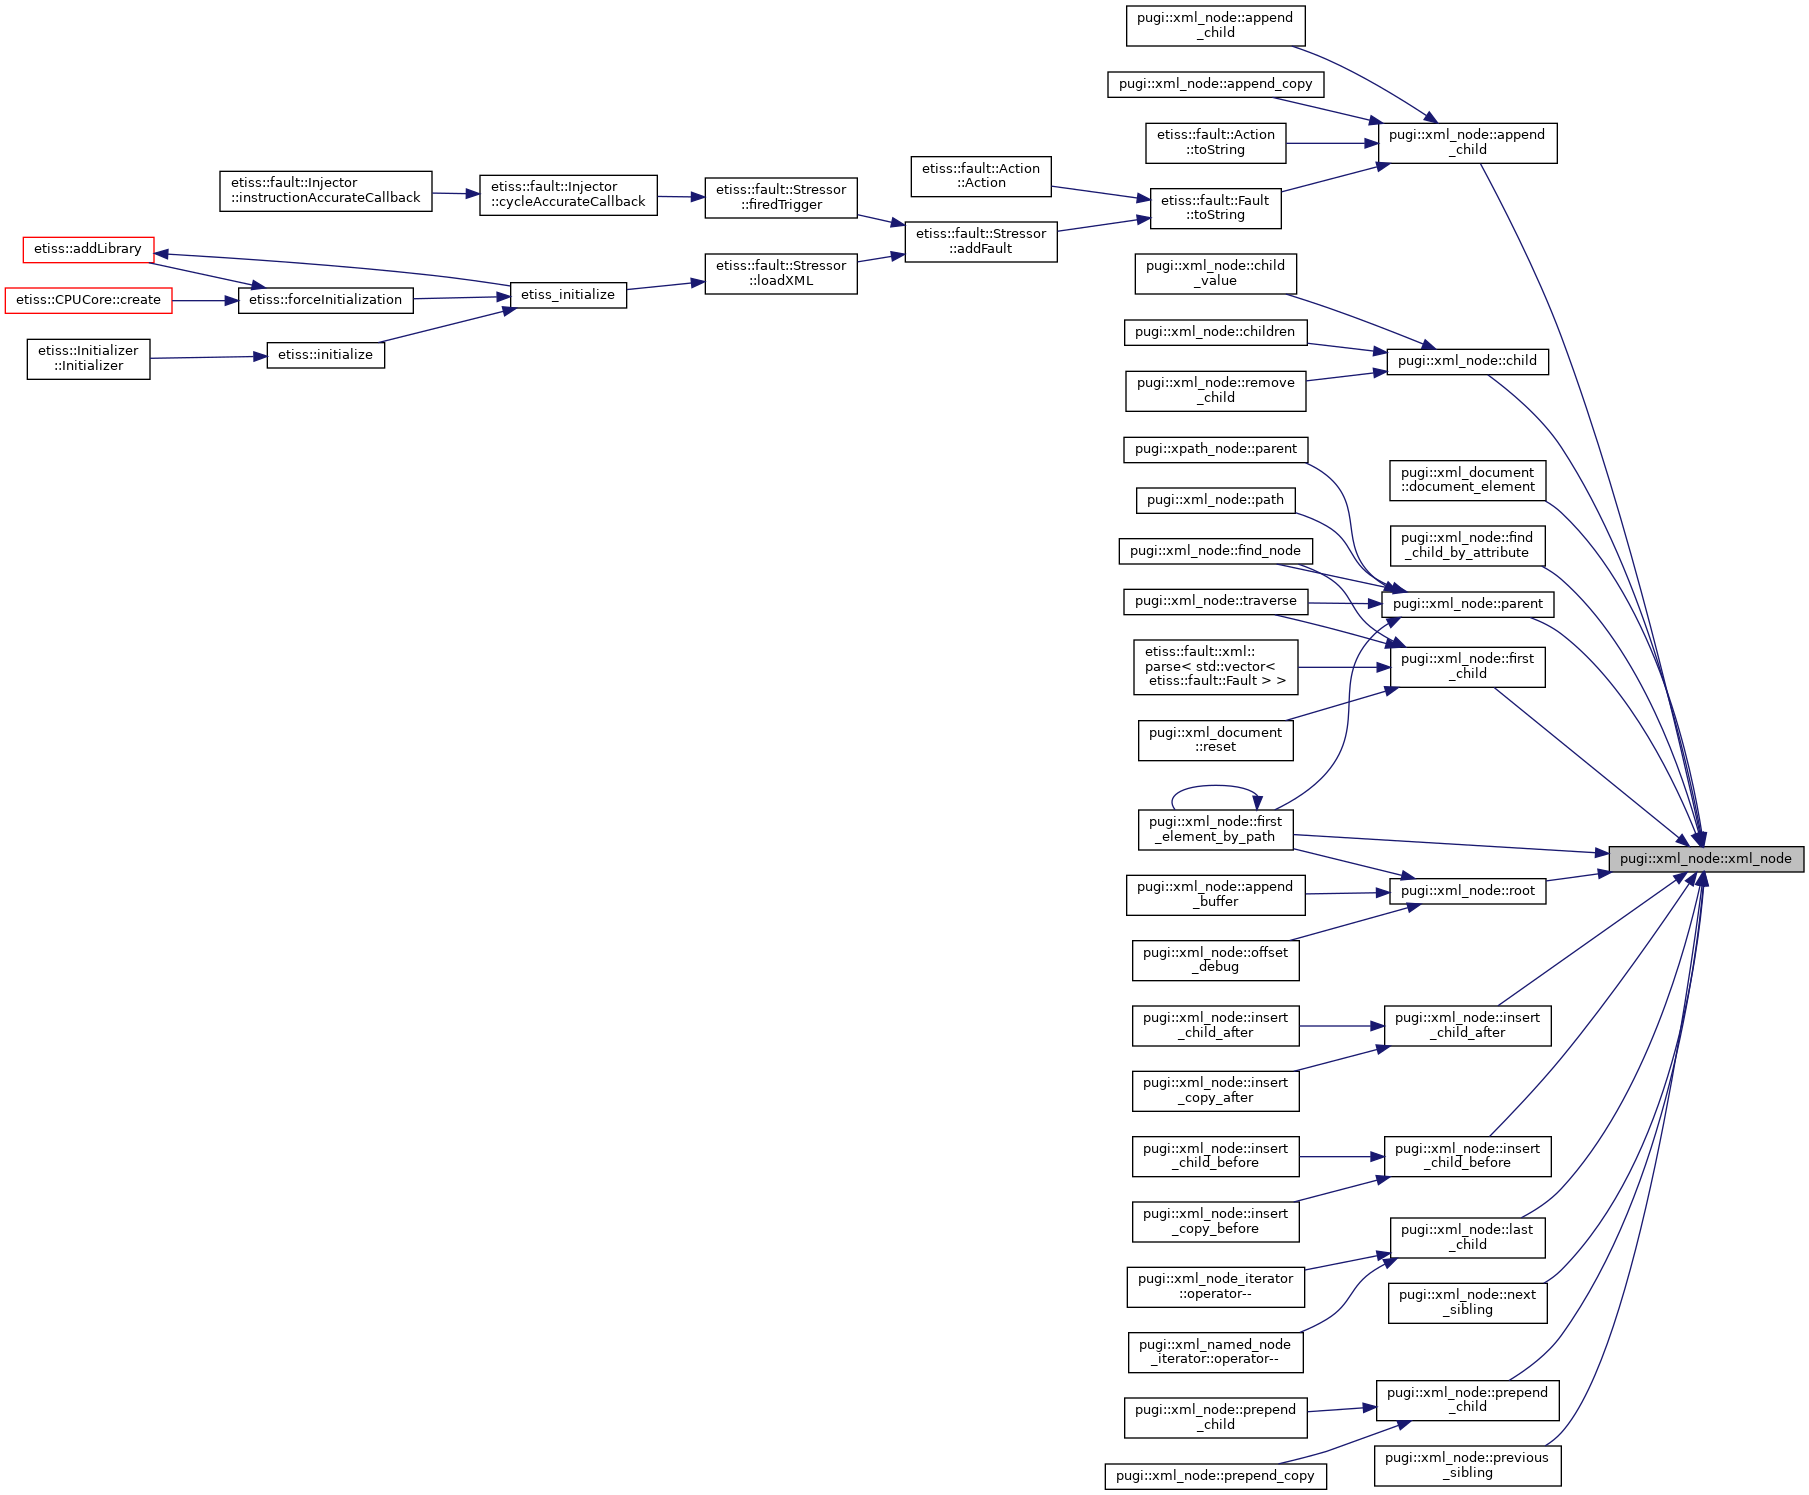 pugi::xml_node::append
_child
pugi::xml_node::append_copy
etiss::fault::Action
::toString
pugi::xml_node::append
_child
etiss::fault::Action
::Action
etiss::fault::Fault
::toString
etiss::fault::Injector
::instructionAccurateCallback
etiss::fault::Injector
::cycleAccurateCallback
etiss::fault::Stressor
::firedTrigger
etiss::fault::Stressor
::addFault
etiss::addLibrary
etiss::fault::Stressor
::loadXML
etiss::CPUCore::create
etiss::forceInitialization
etiss_initialize
etiss::Initializer
::Initializer
etiss::initialize
pugi::xml_node::child
_value
pugi::xml_node::children
pugi::xml_node::child
pugi::xml_node::remove
_child
pugi::xpath_node::parent
pugi::xml_document
::document_element
pugi::xml_node::path
pugi::xml_node::find
_child_by_attribute
pugi::xml_node::find_node
pugi::xml_node::traverse
pugi::xml_node::parent
etiss::fault::xml::
parse< std::vector<
etiss::fault::Fault > >
pugi::xml_node::first
_child
pugi::xml_document
::reset
pugi::xml_node::first
_element_by_path
pugi::xml_node::xml_node
pugi::xml_node::append
_buffer
pugi::xml_node::root
pugi::xml_node::offset
_debug
pugi::xml_node::insert
_child_after
pugi::xml_node::insert
_child_after
pugi::xml_node::insert
_copy_after
pugi::xml_node::insert
_child_before
pugi::xml_node::insert
_child_before
pugi::xml_node::insert
_copy_before
pugi::xml_node::last
_child
pugi::xml_node_iterator
::operator--
pugi::xml_node::next
_sibling
pugi::xml_named_node
_iterator::operator--
pugi::xml_node::prepend
_child
pugi::xml_node::prepend
_child
pugi::xml_node::previous
_sibling
pugi::xml_node::prepend_copy